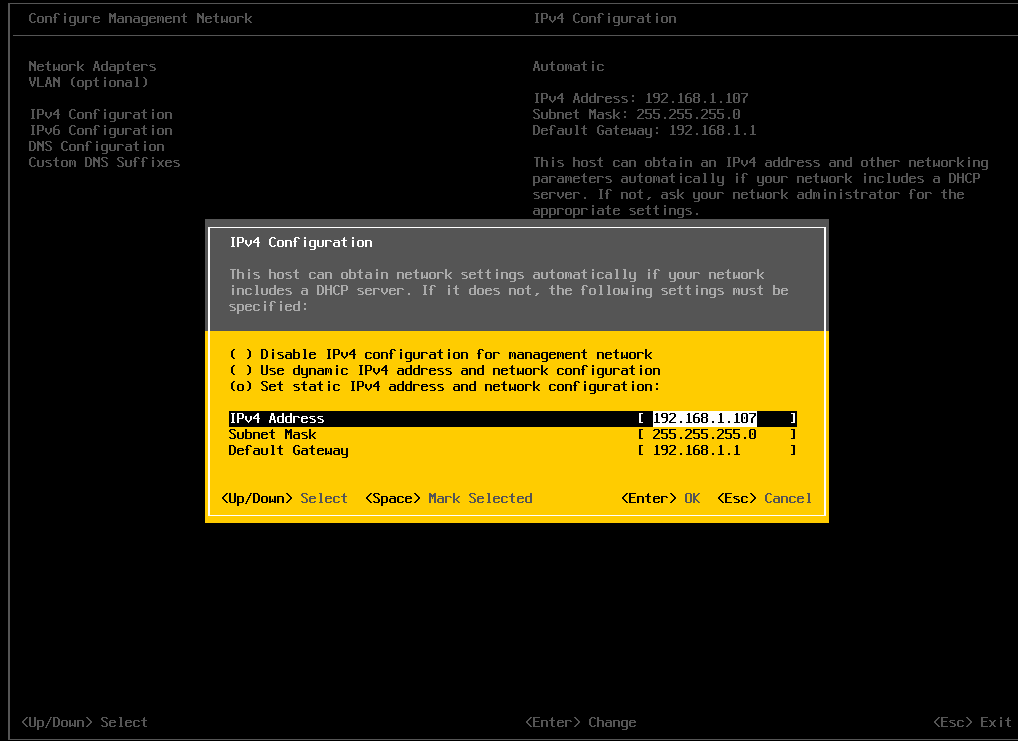 Configure Management Network
IPv4 Configuration
Network Adapters
VLAN (optional)
IPv4 Configuration
IPv6 Configuration
DNS Configuration
Custom DNS Suffixes
Automatic
IPv4 Address: 192.168.1.107
Subnet Mask: 255.255.255.0
Default Gateway: 192.168.1.1
This host can obtain an IPv4 address and other networking
parameters automatically if your network includes a DHCP
server. If not, ask your network administrator for the
appropriate settings.
IPv4 Configuration
This host can obtain network settings automatically if your network
includes a DHCP server. If it does not, the following settings must be
specified:
( ) Disable IPv4 configuration for management network
( ) Use dynamic IPv4 address and network configuration
(o) Set static IPv4 address and network configuration:
IPv4 Address [ 192.168.1.107 ]
Subnet Mask [ 255.255.255.0 ]
Default Gateway [ 192.168.1.1 ]
<Up/Down> Select <Space> Mark Selected <Enter> OK <Esc> Cancel
<Up/Down> Select <Enter> Change <Esc> Exit